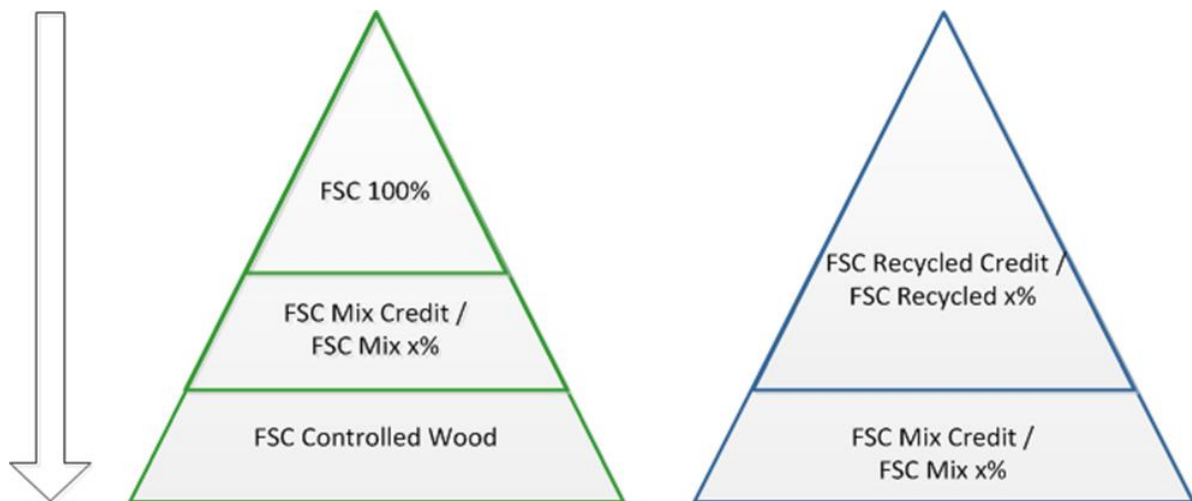 FSC 100%
FSC Mix Credit /
FSC Mix x%
FSC Controlled Wood
FSC Recycled Credit /
FSC Recycled x%
FSC Mix Credit /
FSC Mix x%